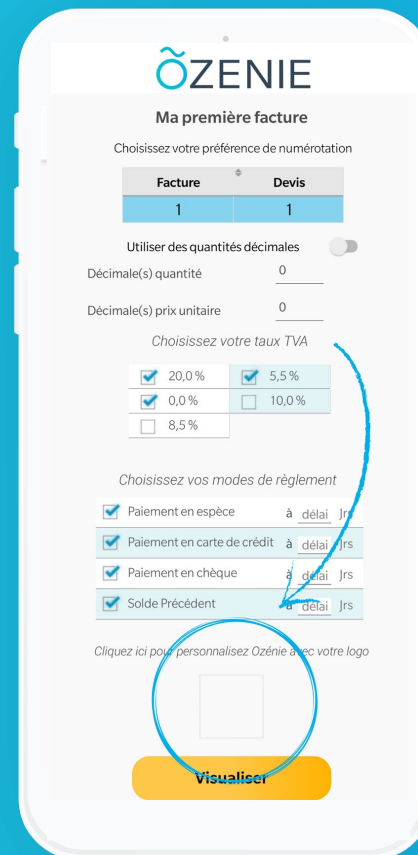 ÕZENIE
Ma première facture
Choisissez votre préférence de numérotation
Facture Devis
1 1
Utiliser des quantités décimales
Décimale(s) quantité 0
Décimale(s) prix unitaire 0
Choisissez votre taux TVA
20,0 % 5,5 %
0,0 % 10,0 %
8,5 %
Choisissez vos modes de règlement
Paiement en espèce à délai Jrs
Paiement en carte de crédit à délai Jrs
Paiement en chèque à délai Jrs
Solde Précédent à délai Jrs
Cliquez ici pour personnalisez Ozénie avec votre logo
Visualiser